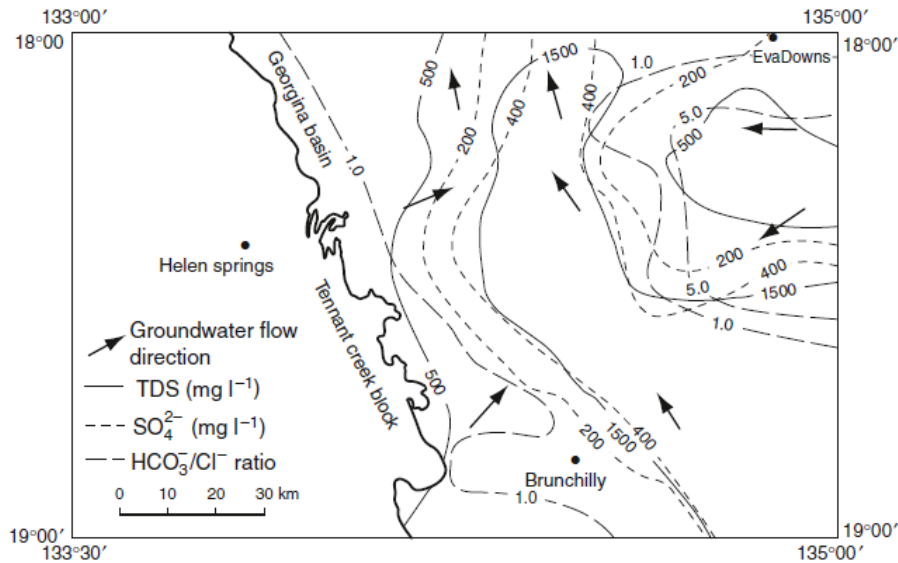 133°00′
135°00′
18°00′
18°00′
EvaDowns
Georgina basin
500
1500
1.0
200
400
400
200
5.0
500
1.0
Helen springs
Tennant creek block
200
400
5.0
1500
1.0
Groundwater flow
direction
TDS (mg l⁻¹)
SO₄²⁻ (mg l⁻¹)
HCO₃⁻/Cl⁻ ratio
0 10 20 30 km
500
200
1500
400
Brunchilly
1.0
19°00′
19°00′
133°30′
135°00′